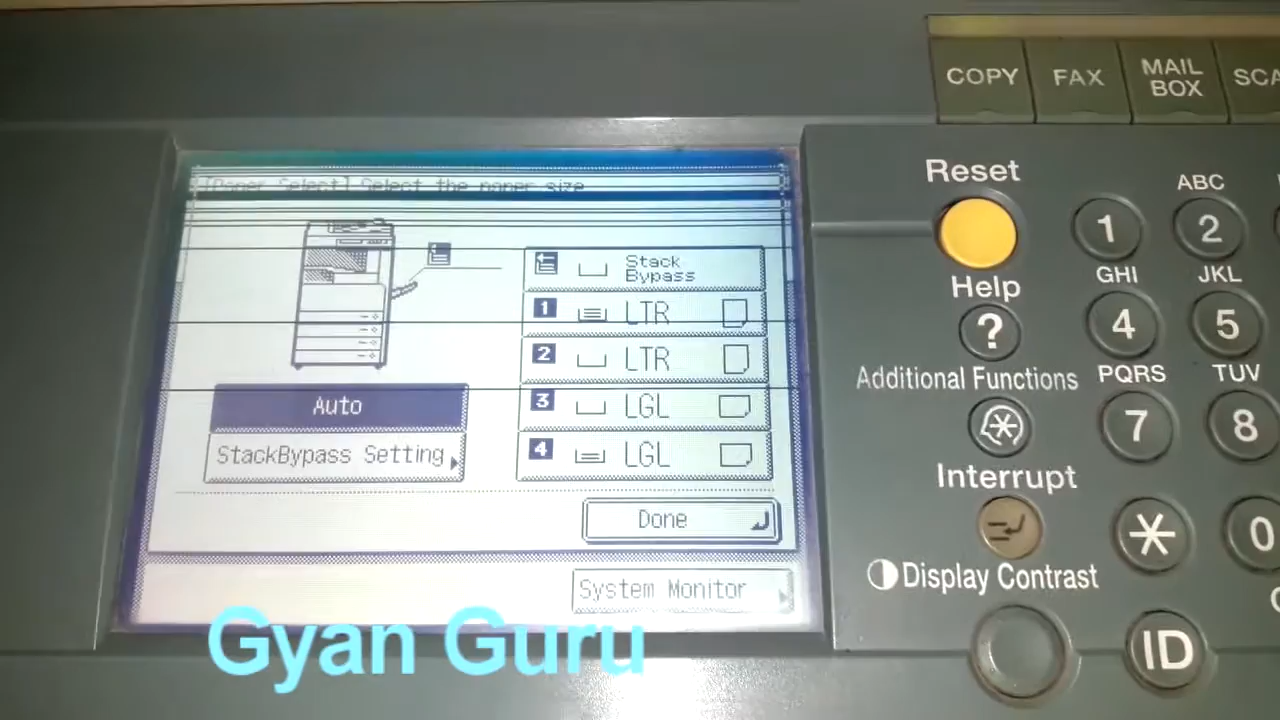 COPY
FAX
MAIL
BOX
SCA
[Paper Select] Select the paper size
Stack
Bypass
1 LTR
2 LTR
3 LGL
4 LGL
Auto
StackBypass Setting
Done
System Monitor
Reset
Help
?
Additional Functions
Interrupt
Display Contrast
ABC
1
2
GHI
JKL
4
5
PQRS
TUV
7
8
0
ID
Gyan Guru